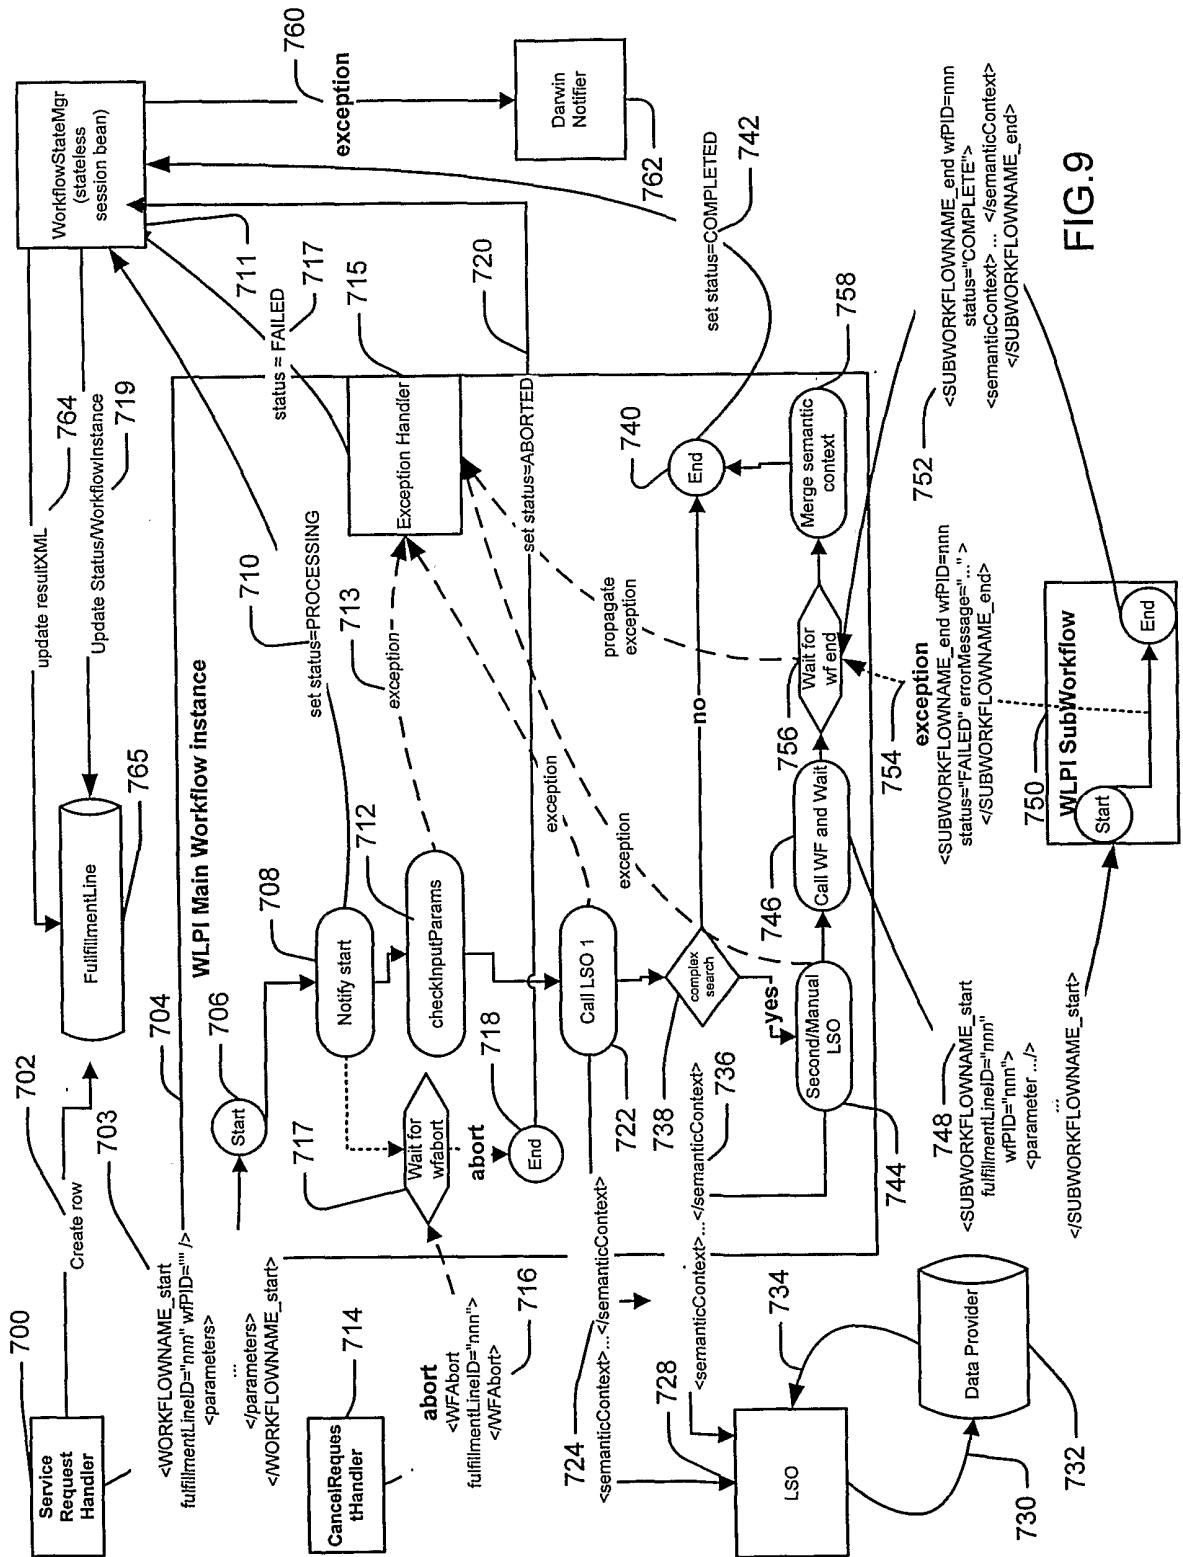 700
Service
Request
Handler
Create row
702
703
<WORKFLOWNAME_start
fulfillmentLineID="nnn" wfPID="" />
<parameters>
...
</parameters>
</WORKFLOWNAME_start>
704
FullfillmentLine
765
update resultXML
764
Update Status/WorkflowInstance
719
WorkflowStateMgr
(stateless
session bean)
760
exception
Darwin
Notifier
762
711
status = FAILED
717
715
720
WLPI Main Workflow instance
706
Start
708
Notify start
710
set status=PROCESSING
712
checkInputParams
713
exception
Exception Handler
CancelReques
tHandler
714
abort
<WFAbort
fulfillmentLineID="nnn">
</WFAbort>
716
717
Wait for
wfabort
abort
718
End
set status=ABORTED
Call LSO 1
722
exception
exception
724
<semanticContext>...</semanticContext>
728
<semanticContext>...</semanticContext>
736
LSO
734
Data Provider
732
730
738
complex
search
no
yes
Second/Manual
LSO
744
746
Call WF and Wait
756
Wait for
wf end
propagate
exception
Merge semantic
context
758
740
End
set status=COMPLETED
742
748
<SUBWORKFLOWNAME_start
fulfillmentLineID="nnn"
wfPID="nnn">
<parameter .../>
...
</SUBWORKFLOWNAME_start>
754
exception
<SUBWORKFLOWNAME_end wfPID=nnn
status="FAILED" errorMessage="..." >
</SUBWORKFLOWNAME_end>
752
<SUBWORKFLOWNAME_end wfPID=nnn
status="COMPLETE">
<semanticContext> ... </semanticContext>
</SUBWORKFLOWNAME_end>
750
WLPI SubWorkflow
Start
End
FIG.9